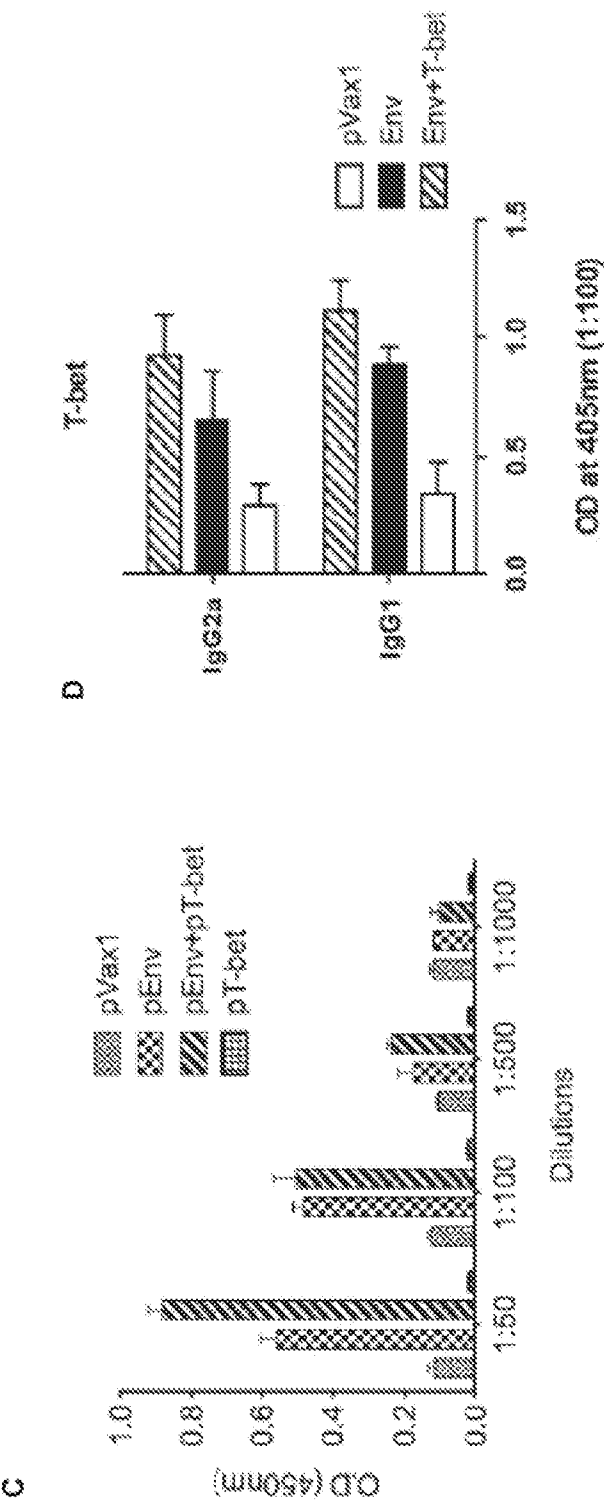 C
O.D (450nm)
1.0
0.8
0.6
0.4
0.2
0.0
1:50
1:100
1:500
1:1000
Dilutions
pVax1
pEnv
pEnv+pT-bet
pT-bet
D
T-bet
IgG2a
IgG1
0.0
0.5
1.0
1.5
OD at 405nm (1:100)
pVax1
Env
Env+T-bet